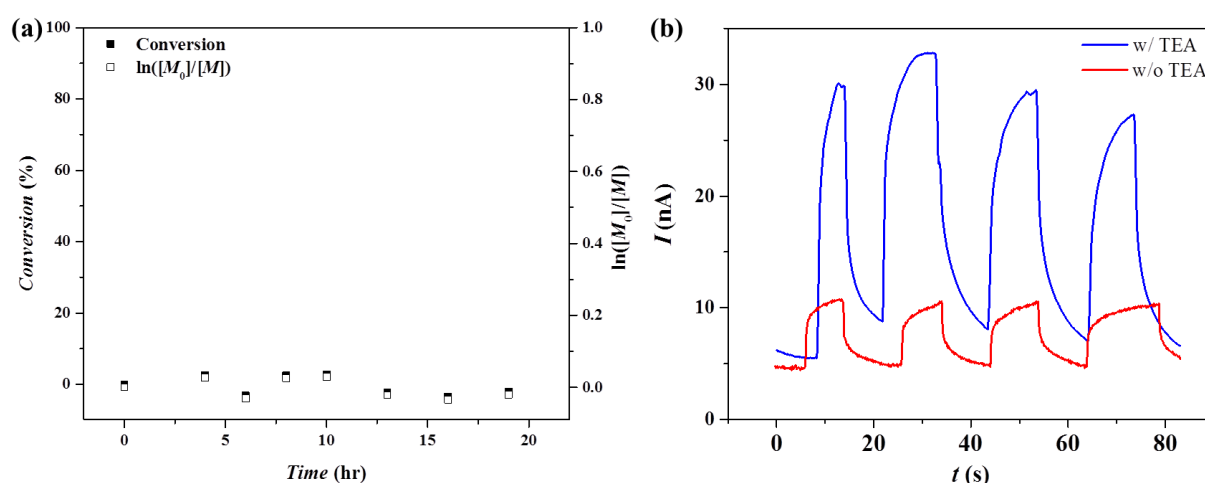 (a)
Conversion
ln([M₀]/[M])
100
80
60
40
20
0
Conversion (%)
1.0
0.8
0.6
0.4
0.2
0.0
ln([M₀]/[M])
0
5
10
15
20
Time (hr)
(b)
w/ TEA
w/o TEA
30
20
10
0
I (nA)
0
20
40
60
80
t (s)